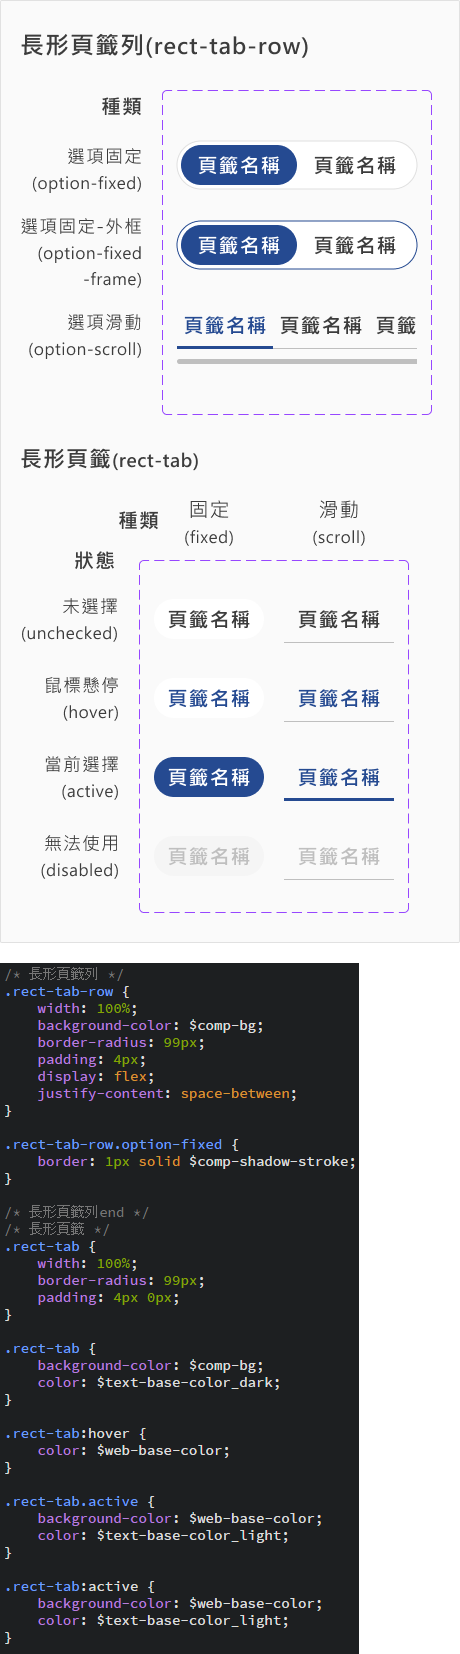 長形頁籤列(rect-tab-row)
種類
選項固定
(option-fixed)
頁籤名稱 頁籤名稱
選項固定-外框
(option-fixed
-frame)
頁籤名稱 頁籤名稱
選項滑動
(option-scroll)
頁籤名稱 頁籤名稱 頁籤
長形頁籤(rect-tab)
種類
固定
(fixed)
滑動
(scroll)
狀態
未選擇
(unchecked)
頁籤名稱 頁籤名稱
鼠標懸停
(hover)
頁籤名稱 頁籤名稱
當前選擇
(active)
頁籤名稱 頁籤名稱
無法使用
(disabled)
頁籤名稱 頁籤名稱
/* 長形頁籤列 */
.rect-tab-row {
    width: 100%;
    background-color: $comp-bg;
    border-radius: 99px;
    padding: 4px;
    display: flex;
    justify-content: space-between;
}
.rect-tab-row.option-fixed {
    border: 1px solid $comp-shadow-stroke;
}
/* 長形頁籤列end */
/* 長形頁籤 */
.rect-tab {
    width: 100%;
    border-radius: 99px;
    padding: 4px 0px;
}
.rect-tab {
    background-color: $comp-bg;
    color: $text-base-color_dark;
}
.rect-tab:hover {
    color: $web-base-color;
}
.rect-tab.active {
    background-color: $web-base-color;
    color: $text-base-color_light;
}
.rect-tab:active {
    background-color: $web-base-color;
    color: $text-base-color_light;
}